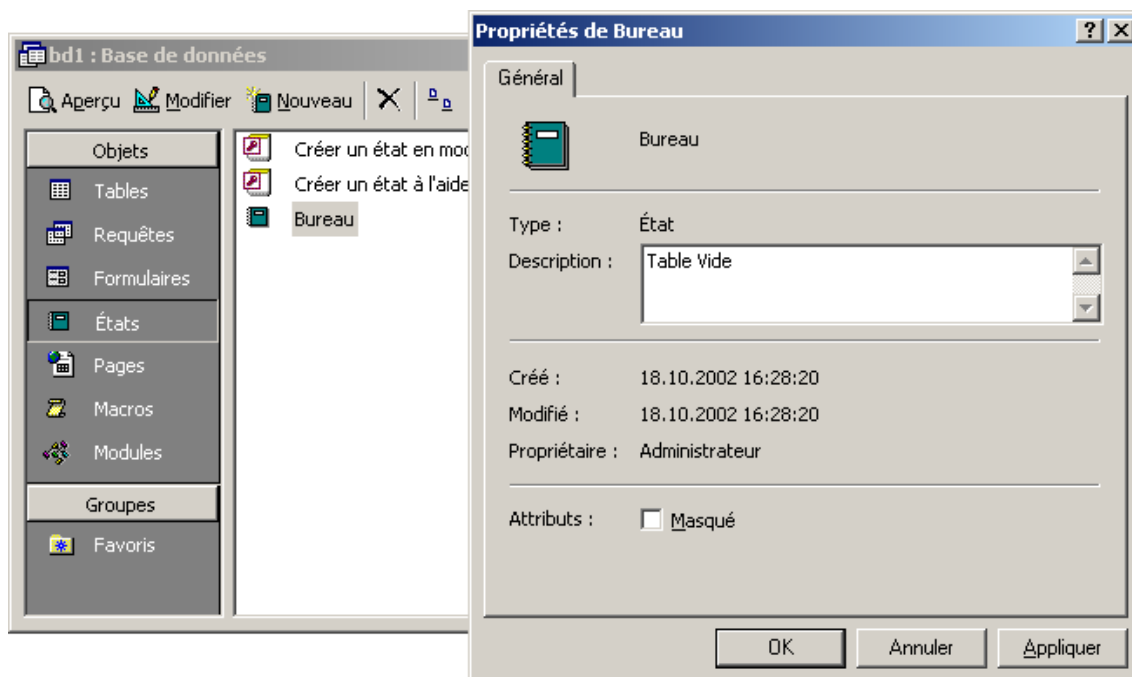 bd1 : Base de données
Aperçu Modifier Nouveau
Objets
Tables
Requêtes
Formulaires
États
Pages
Macros
Modules
Groupes
Favoris
Créer un état en mod
Créer un état à l'aide
Bureau
Propriétés de Bureau
Général
Bureau
Type : État
Description : Table Vide
Créé : 18.10.2002 16:28:20
Modifié : 18.10.2002 16:28:20
Propriétaire : Administrateur
Attributs : Masqué
OK Annuler Appliquer